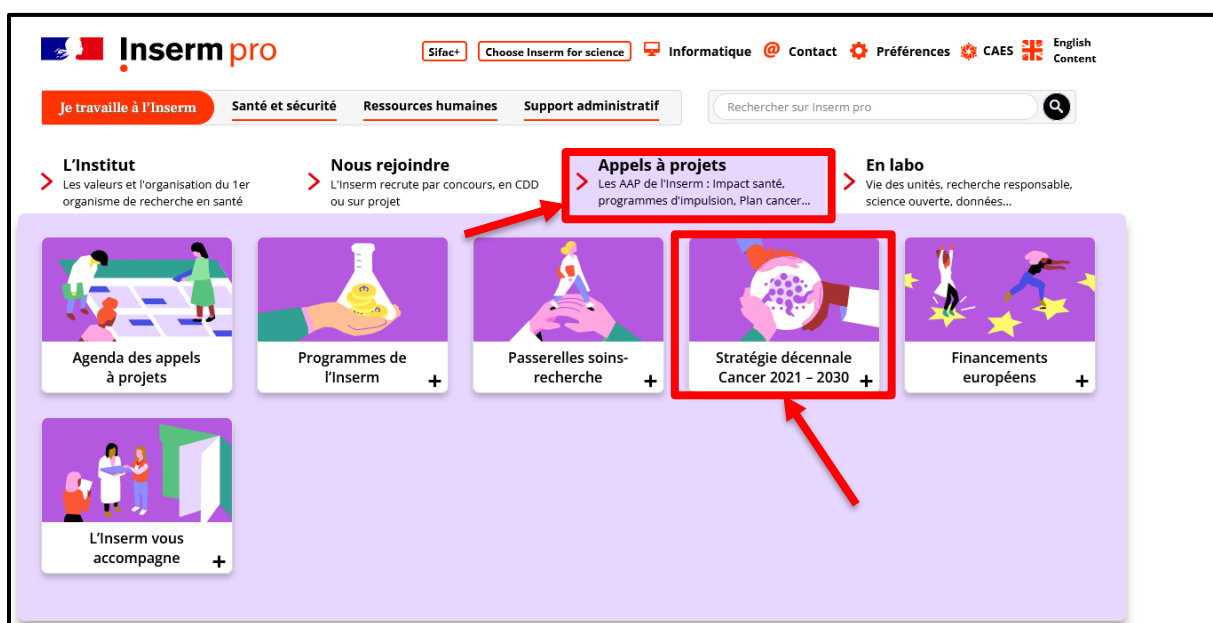 Inserm pro
Sifac+
Choose Inserm for science
Informatique
@ Contact
Préférences
CAES
English
Content
Je travaille à l'Inserm
Santé et sécurité
Ressources humaines
Support administratif
Rechercher sur Inserm pro
L'Institut
Les valeurs et l'organisation du 1er
organisme de recherche en santé
Nous rejoindre
L'Inserm recrute par concours, en CDD
ou sur projet
Appels à projets
Les AAP de l'Inserm : Impact santé,
programmes d'impulsion, Plan cancer...
En labo
Vie des unités, recherche responsable,
science ouverte, données...
Agenda des appels
à projets
Programmes de
l'Inserm +
Passerelles soins-
recherche +
Stratégie décennale
Cancer 2021 – 2030 +
Financements
européens +
L'Inserm vous
accompagne +